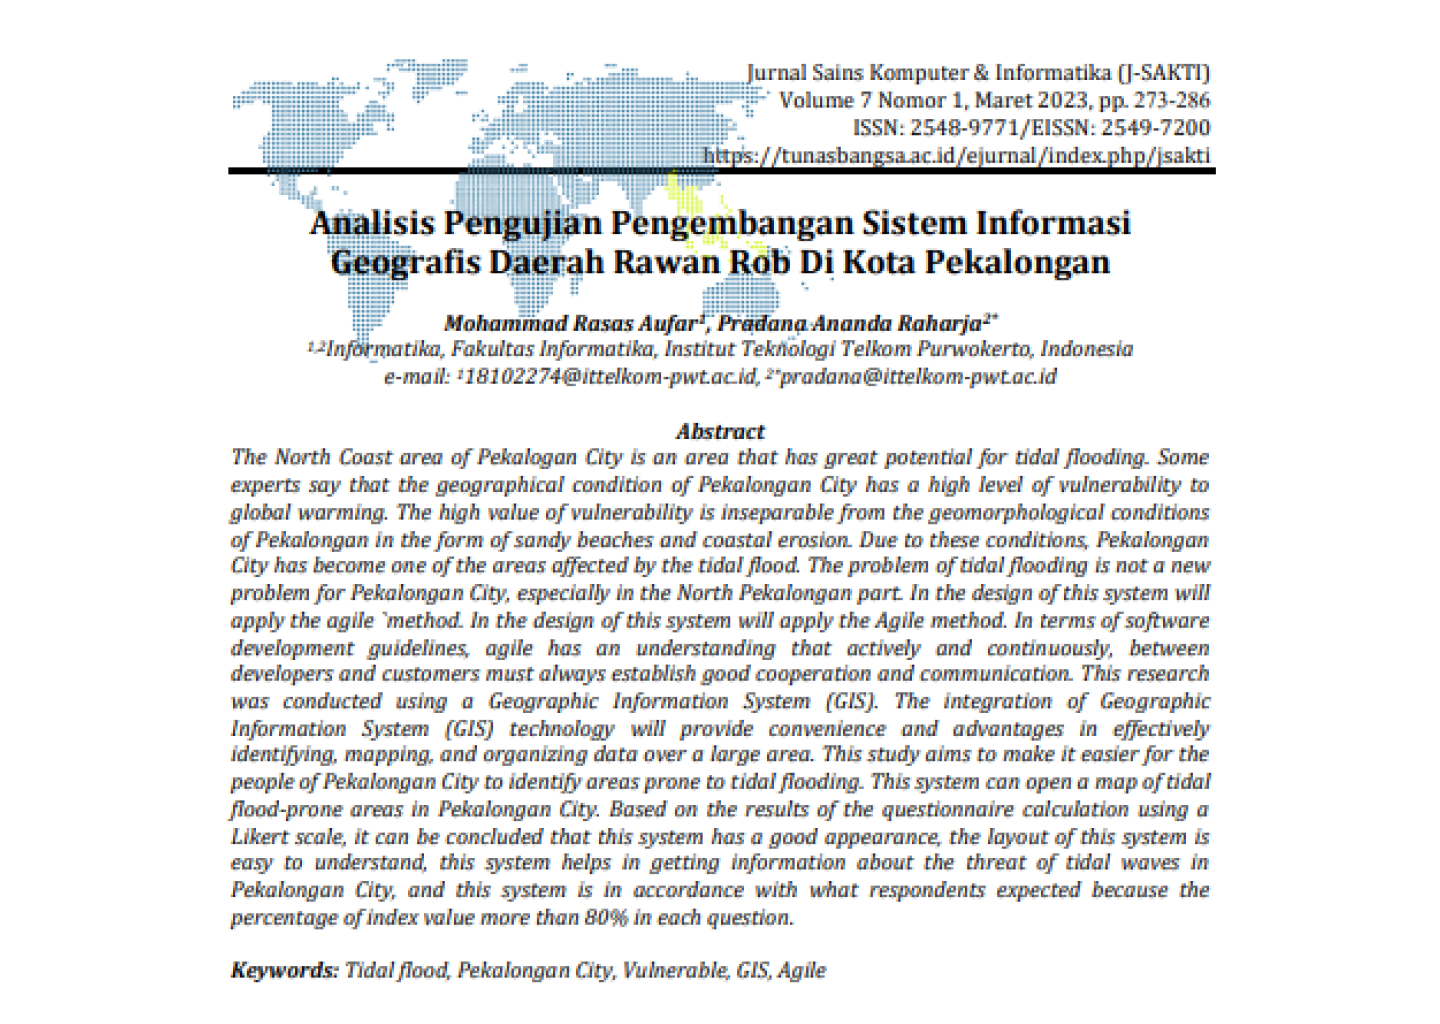 Jurnal Sains Komputer & Informatika (J-SAKTI)
Volume 7 Nomor 1, Maret 2023, pp. 273-286
ISSN: 2548-9771/EISSN: 2549-7200
https://tunasbangsa.ac.id/ejurnal/index.php/jsakti
Analisis Pengujian Pengembangan Sistem Informasi
Geografis Daerah Rawan Rob Di Kota Pekalongan
Mohammad Rasas Aufar¹, Pradana Ananda Raharja²*
¹,²Informatika, Fakultas Informatika, Institut Teknologi Telkom Purwokerto, Indonesia
e-mail: ¹18102274@ittelkom-pwt.ac.id, ²*pradana@ittelkom-pwt.ac.id
Abstract
The North Coast area of Pekalogan City is an area that has great potential for tidal flooding. Some
experts say that the geographical condition of Pekalongan City has a high level of vulnerability to
global warming. The high value of vulnerability is inseparable from the geomorphological conditions
of Pekalongan in the form of sandy beaches and coastal erosion. Due to these conditions, Pekalongan
City has become one of the areas affected by the tidal flood. The problem of tidal flooding is not a new
problem for Pekalongan City, especially in the North Pekalongan part. In the design of this system will
apply the agile `method. In the design of this system will apply the Agile method. In terms of software
development guidelines, agile has an understanding that actively and continuously, between
developers and customers must always establish good cooperation and communication. This research
was conducted using a Geographic Information System (GIS). The integration of Geographic
Information System (GIS) technology will provide convenience and advantages in effectively
identifying, mapping, and organizing data over a large area. This study aims to make it easier for the
people of Pekalongan City to identify areas prone to tidal flooding. This system can open a map of tidal
flood-prone areas in Pekalongan City. Based on the results of the questionnaire calculation using a
Likert scale, it can be concluded that this system has a good appearance, the layout of this system is
easy to understand, this system helps in getting information about the threat of tidal waves in
Pekalongan City, and this system is in accordance with what respondents expected because the
percentage of index value more than 80% in each question.
Keywords: Tidal flood, Pekalongan City, Vulnerable, GIS, Agile